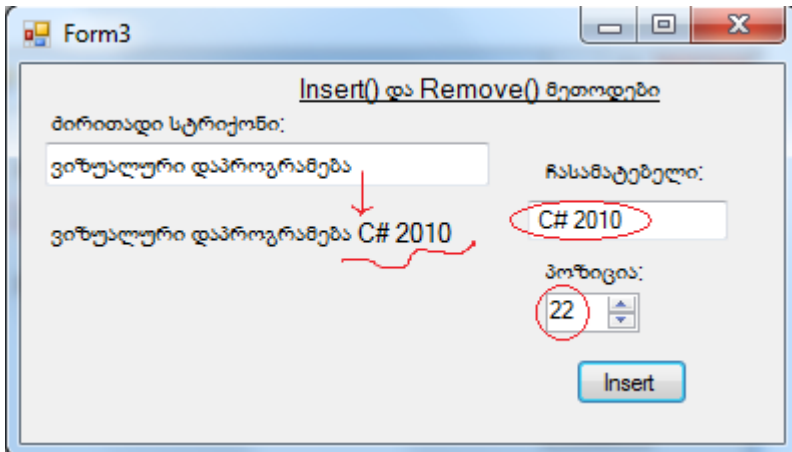 Form3
Insert() და Remove() მეთოდები
ძირითადი სტრიქონი:
ვიზუალური დაპროგრამება
ჩასამატებელი:
ვიზუალური დაპროგრამება C# 2010
C# 2010
პოზიცია:
22
Insert